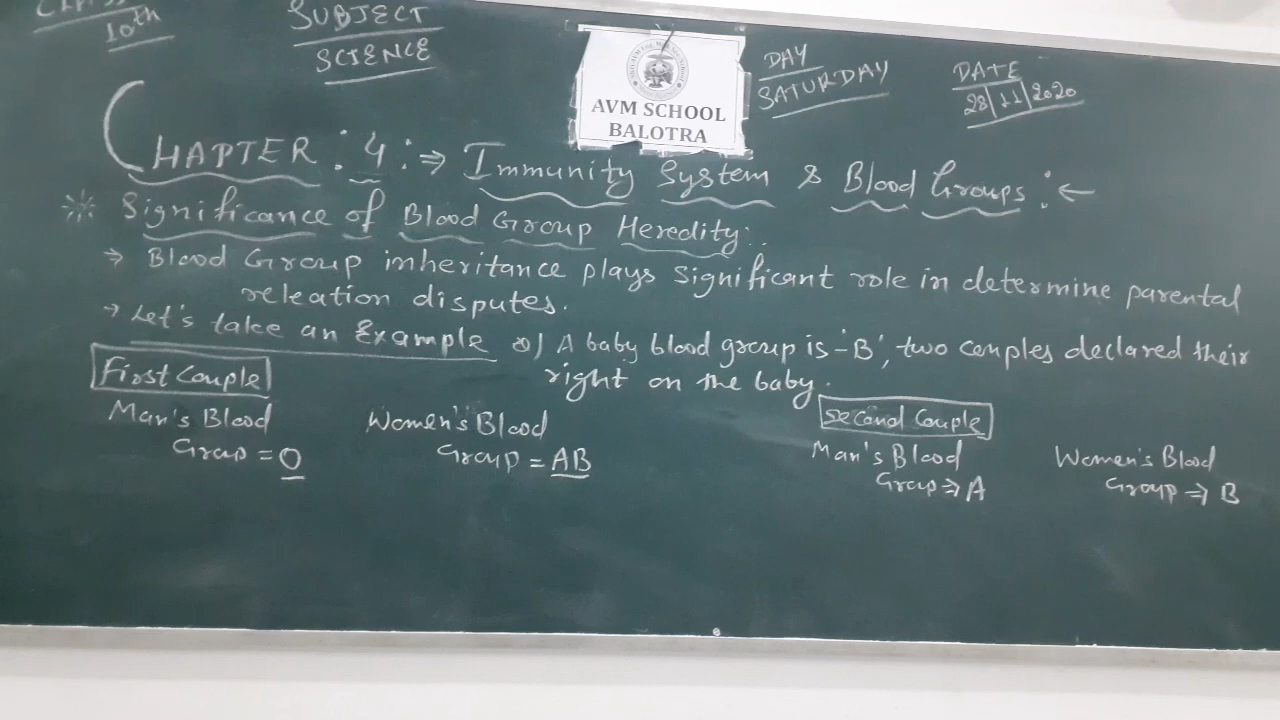 10th
SUBJECT
SCIENCE
AVM SCHOOL
BALOTRA
DAY
SATURDAY
DATE
28|11|2020
CHAPTER : 4 :⇒ Immunity System & Blood Groups :←
Significance of Blood Group Heredity:
→ Blood Group inheritance plays significant role in determine parental
releation disputes.
→ Let's take an Example A baby blood group is -'B', two couples declared their
right on the baby.
First Couple
Man's Blood
Group = O
Women's Blood
Group = AB
Second Couple
Man's Blood
Group ⇒ A
Women's Blood
Group ⇒ B